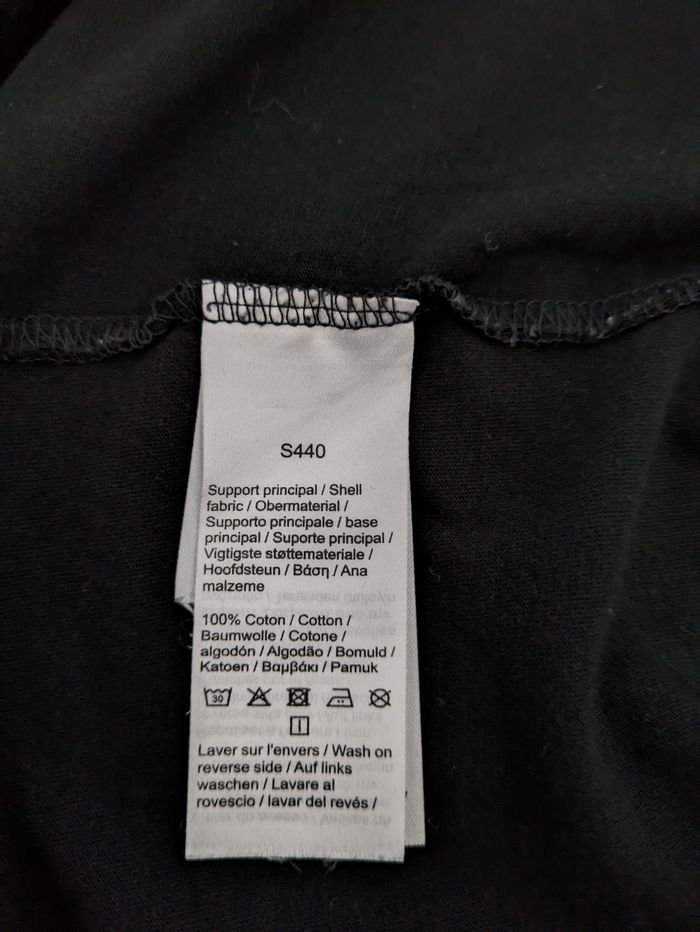 S440
Support principal / Shell
fabric / Obermaterial /
Supporto principale / base
principal / Suporte principal /
Vigtigste støttemateriale /
Hoofdsteun / Βάση / Ana
malzeme
100% Coton / Cotton /
Baumwolle / Cotone /
algodón / Algodão / Bomuld /
Katoen / Βαμβάκι / Pamuk
30
Laver sur l'envers / Wash on
reverse side / Auf links
waschen / Lavare al
rovescio / lavar del revés /